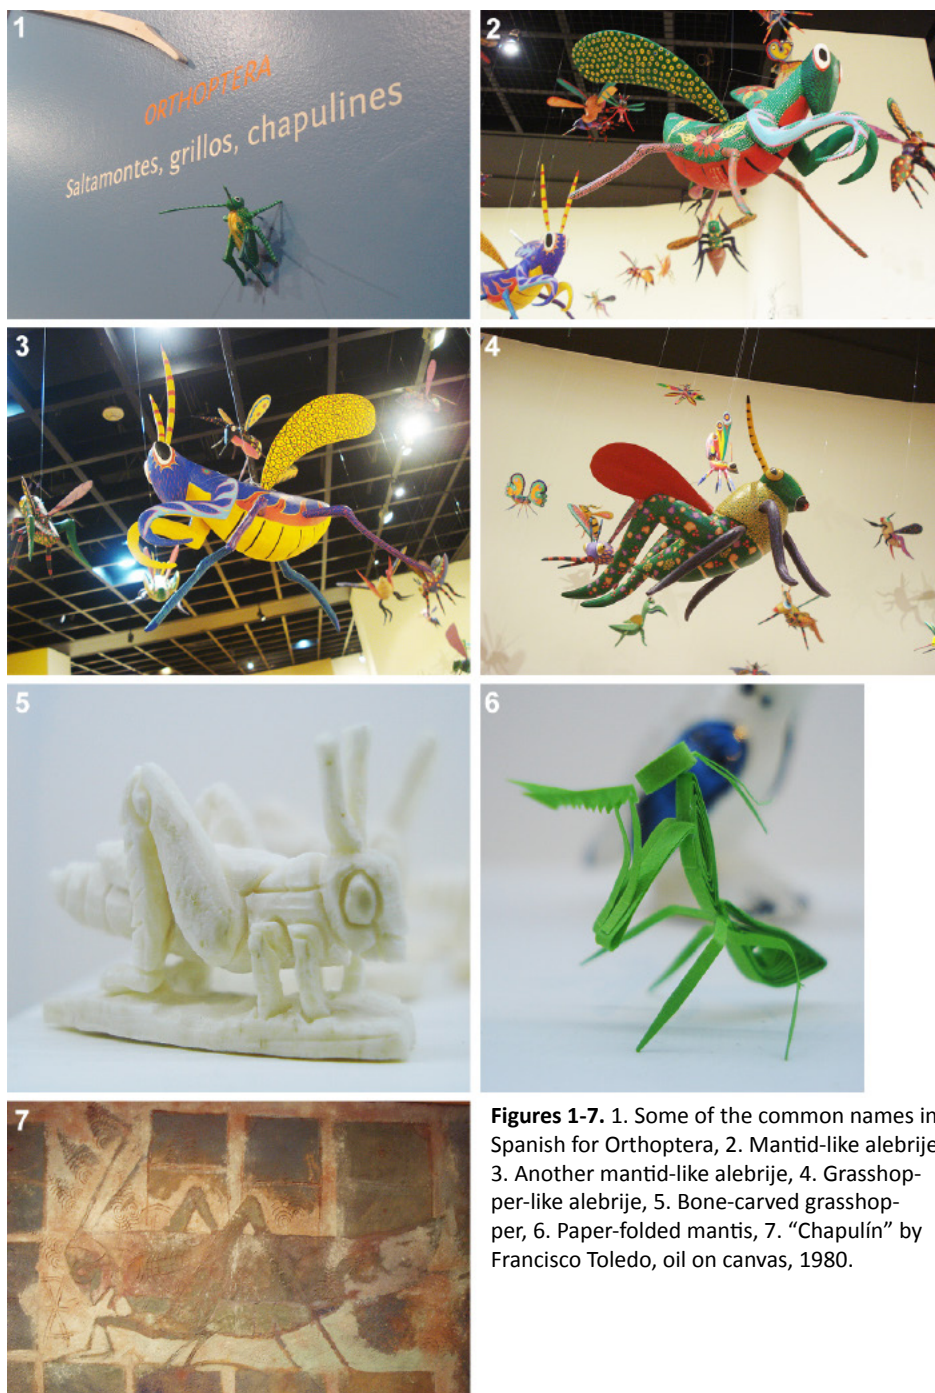 1
ORTHOPTERA
Saltamontes, grillos, chapulines
2
3
4
5
6
7
Figures 1-7. 1. Some of the common names in
Spanish for Orthoptera, 2. Mantid-like alebrije
3. Another mantid-like alebrije, 4. Grasshop-
per-like alebrije, 5. Bone-carved grasshop-
per, 6. Paper-folded mantis, 7. “Chapulín” by
Francisco Toledo, oil on canvas, 1980.